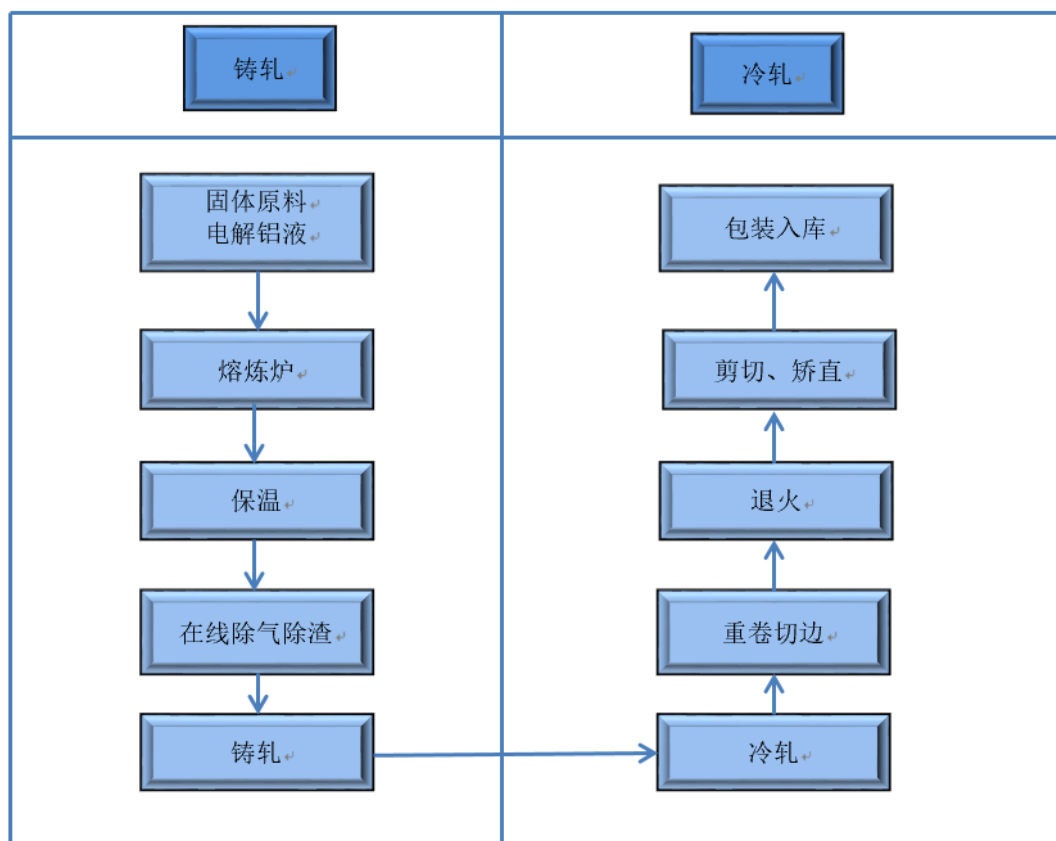 铸轧
冷轧
固体原料
电解铝液
熔炼炉
保温
在线除气除渣
铸轧
包装入库
剪切、矫直
退火
重卷切边
冷轧